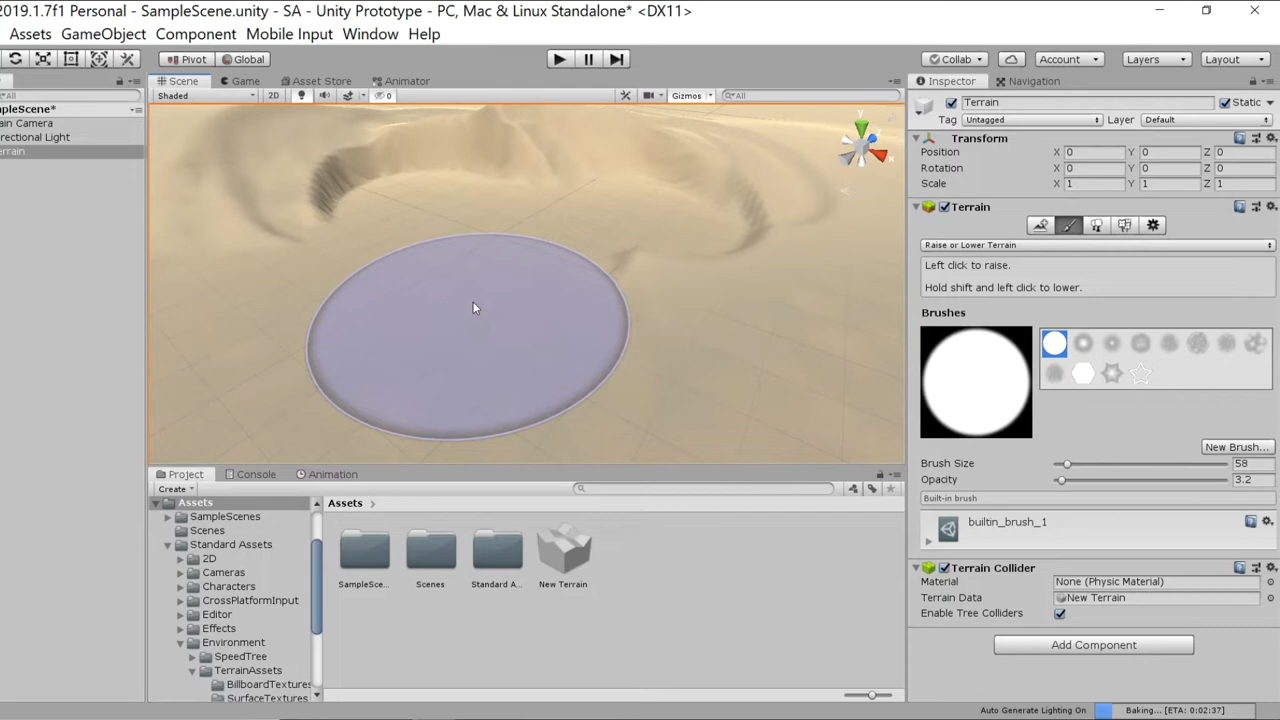 2019.1.7f1 Personal - SampleScene.unity - SA - Unity Prototype - PC, Mac & Linux Standalone* <DX11>
Assets GameObject Component Mobile Input Window Help
Pivot Global Collab Account Layers Layout
Scene Game Asset Store Animator
Shaded 2D 0 Gizmos All
All
mpleScene*
ain Camera
irectional Light
errain
y
x
Inspector Navigation
Terrain Static
Tag Untagged Layer Default
Transform
Position X 0 Y 0 Z 0
Rotation X 0 Y 0 Z 0
Scale X 1 Y 1 Z 1
Terrain
Raise or Lower Terrain
Left click to raise.
Hold shift and left click to lower.
Brushes
New Brush...
Brush Size 58
Opacity 3.2
Built-in brush
builtin_brush_1
Terrain Collider
Material None (Physic Material)
Terrain Data New Terrain
Enable Tree Colliders
Add Component
Project Console Animation
Create
Assets
SampleScenes
Scenes
Standard Assets
2D
Cameras
Characters
CrossPlatformInput
Editor
Effects
Environment
SpeedTree
TerrainAssets
BillboardTextures
SurfaceTextures
Assets
SampleSce... Scenes Standard A... New Terrain
Auto Generate Lighting On Baking... [ETA: 0:02:37]